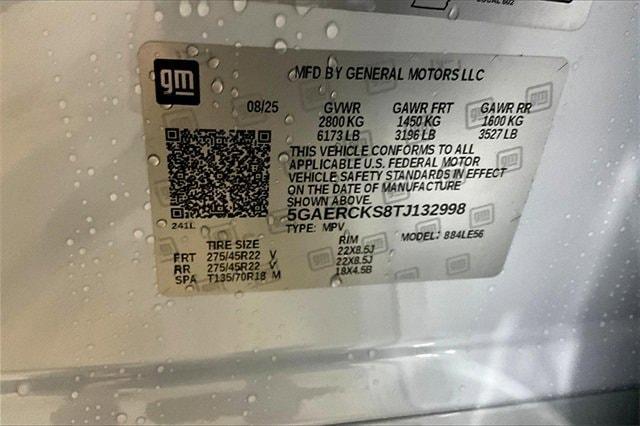 LOCAL 602
gm
MFD BY GENERAL MOTORS LLC
08/25 GVWR GAWR FRT GAWR RR
2800 KG 1450 KG 1600 KG
6173 LB 3196 LB 3527 LB
THIS VEHICLE CONFORMS TO ALL
APPLICABLE U.S. FEDERAL MOTOR
VEHICLE SAFETY STANDARDS IN EFFECT
ON THE DATE OF MANUFACTURE
SHOWN ABOVE.
5GAERCKS8TJ132998
241L
TYPE: MPV MODEL: 884LE56
TIRE SIZE RIM
FRT 275/45R22 V 22X8.5J
RR 275/45R22 V 22X8.5J
SPA T135/70R18 M 18X4.5B